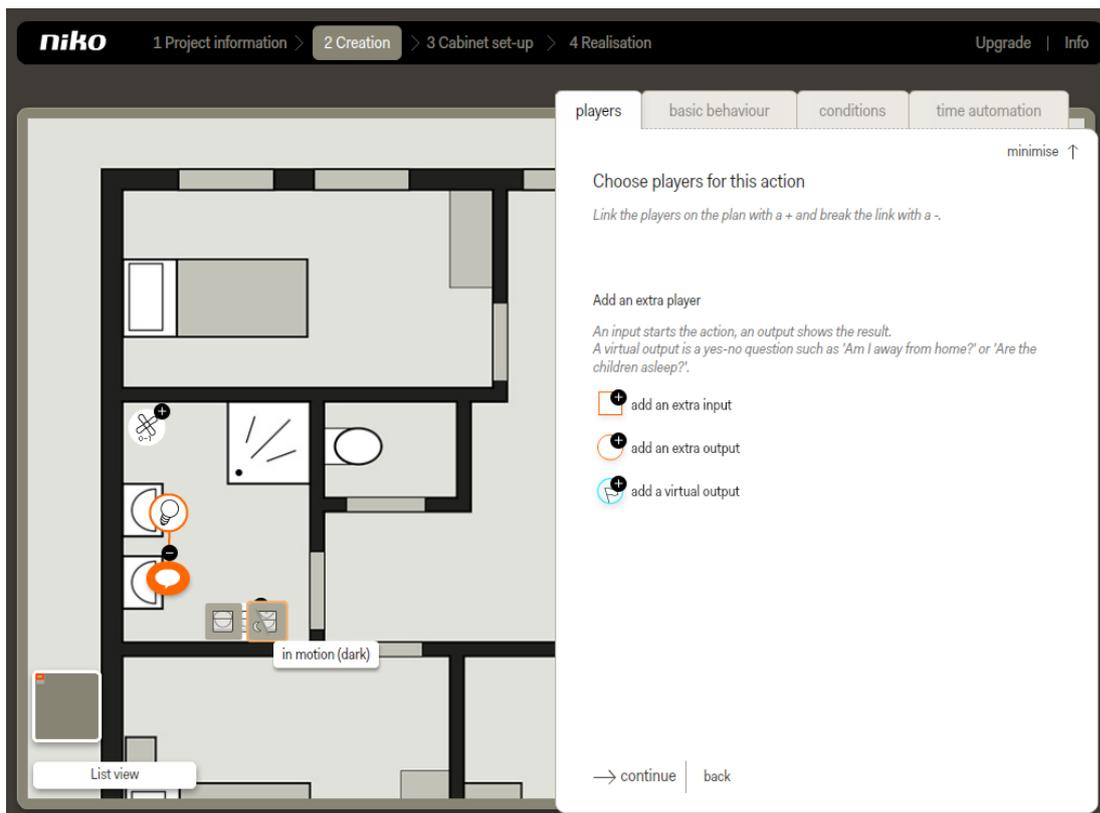 niko
1 Project information
2 Creation
3 Cabinet set-up
4 Realisation
Upgrade | Info
players
basic behaviour
conditions
time automation
minimise
Choose players for this action
Link the players on the plan with a + and break the link with a -.
Add an extra player
An input starts the action, an output shows the result.
A virtual output is a yes-no question such as 'Am I away from home?' or 'Are the
children asleep?'.
add an extra input
add an extra output
add a virtual output
0-1
in motion (dark)
List view
continue
back